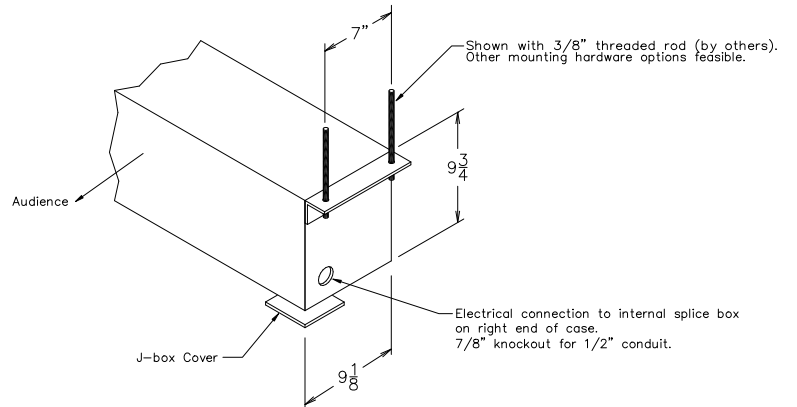 7"
Shown with 3/8" threaded rod (by others).
Other mounting hardware options feasible.
9 3/4
Audience
Electrical connection to internal splice box
on right end of case.
7/8" knockout for 1/2" conduit.
J-box Cover
9 1/8